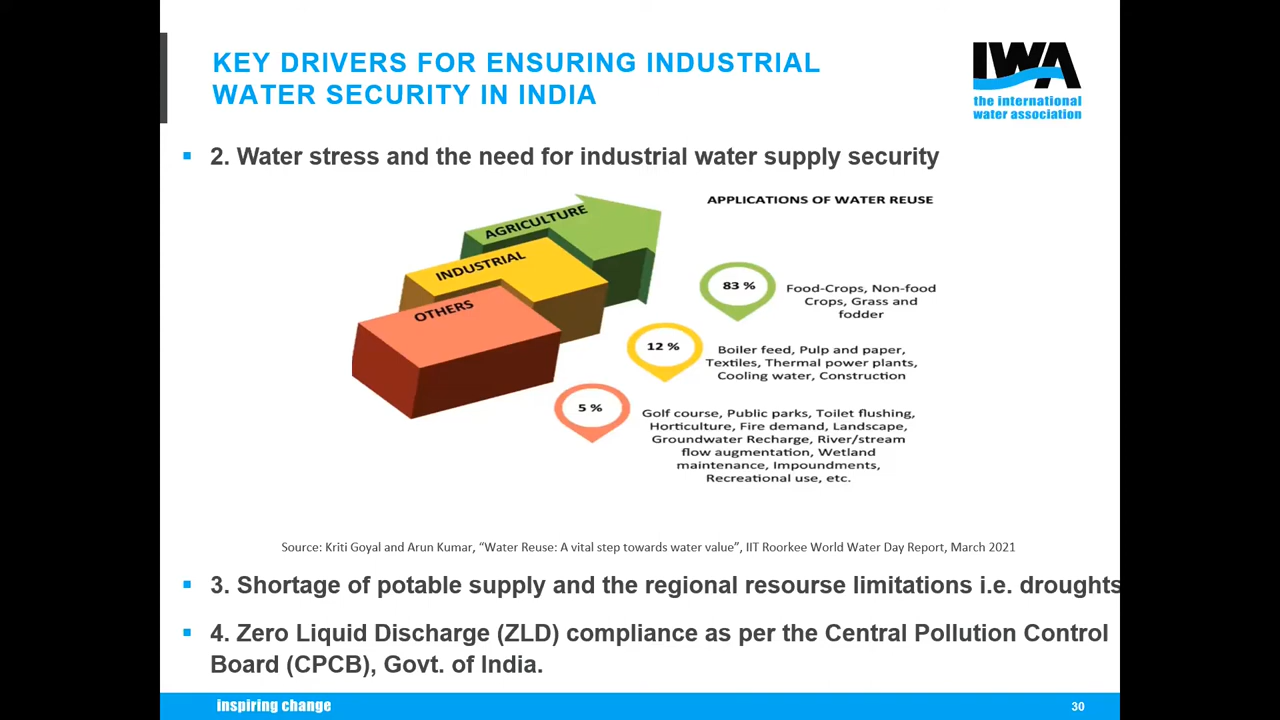 KEY DRIVERS FOR ENSURING INDUSTRIAL
WATER SECURITY IN INDIA
IWA
the international
water association
2. Water stress and the need for industrial water supply security
APPLICATIONS OF WATER REUSE
AGRICULTURE
INDUSTRIAL
OTHERS
83 %
Food-Crops, Non-food
Crops, Grass and
fodder
12 %
Boiler feed, Pulp and paper,
Textiles, Thermal power plants,
Cooling water, Construction
5 %
Golf course, Public parks, Toilet flushing,
Horticulture, Fire demand, Landscape,
Groundwater Recharge, River/stream
flow augmentation, Wetland
maintenance, Impoundments,
Recreational use, etc.
Source: Kriti Goyal and Arun Kumar, “Water Reuse: A vital step towards water value”, IIT Roorkee World Water Day Report, March 2021
3. Shortage of potable supply and the regional resourse limitations i.e. droughts
4. Zero Liquid Discharge (ZLD) compliance as per the Central Pollution Control
Board (CPCB), Govt. of India.
inspiring change
30